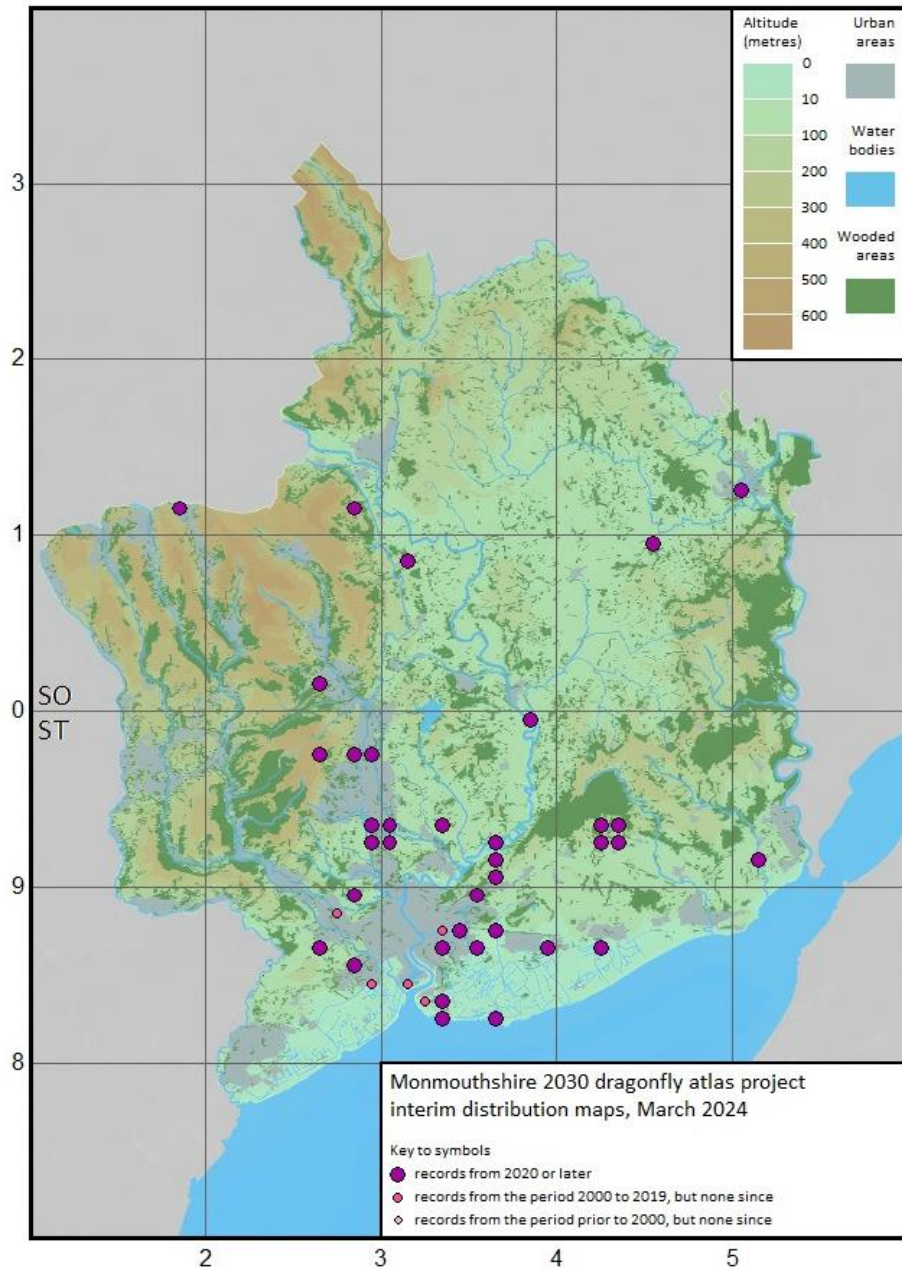 Altitude
(metres)
Urban
areas
0
10
100
200
300
400
500
600
Water
bodies
Wooded
areas
3
2
1
SO
0
ST
9
8
Monmouthshire 2030 dragonfly atlas project
interim distribution maps, March 2024
Key to symbols
records from 2020 or later
records from the period 2000 to 2019, but none since
records from the period prior to 2000, but none since
2
3
4
5